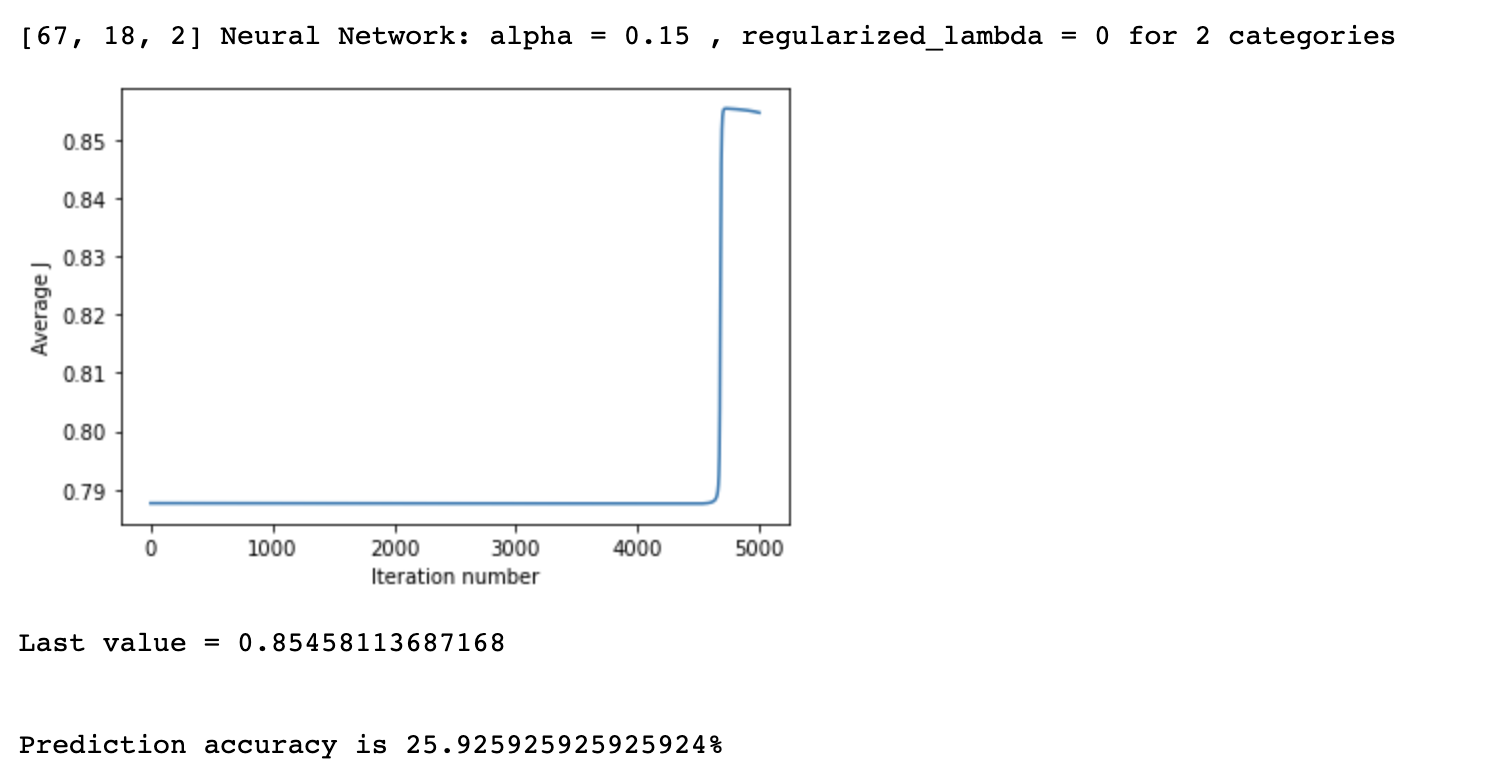 [67, 18, 2] Neural Network: alpha = 0.15 , regularized_lambda = 0 for 2 categories
0.85
0.84
0.83
0.82
0.81
0.80
0.79
Average J
0 1000 2000 3000 4000 5000
Iteration number
Last value = 0.85458113687168
Prediction accuracy is 25.925925925925924%